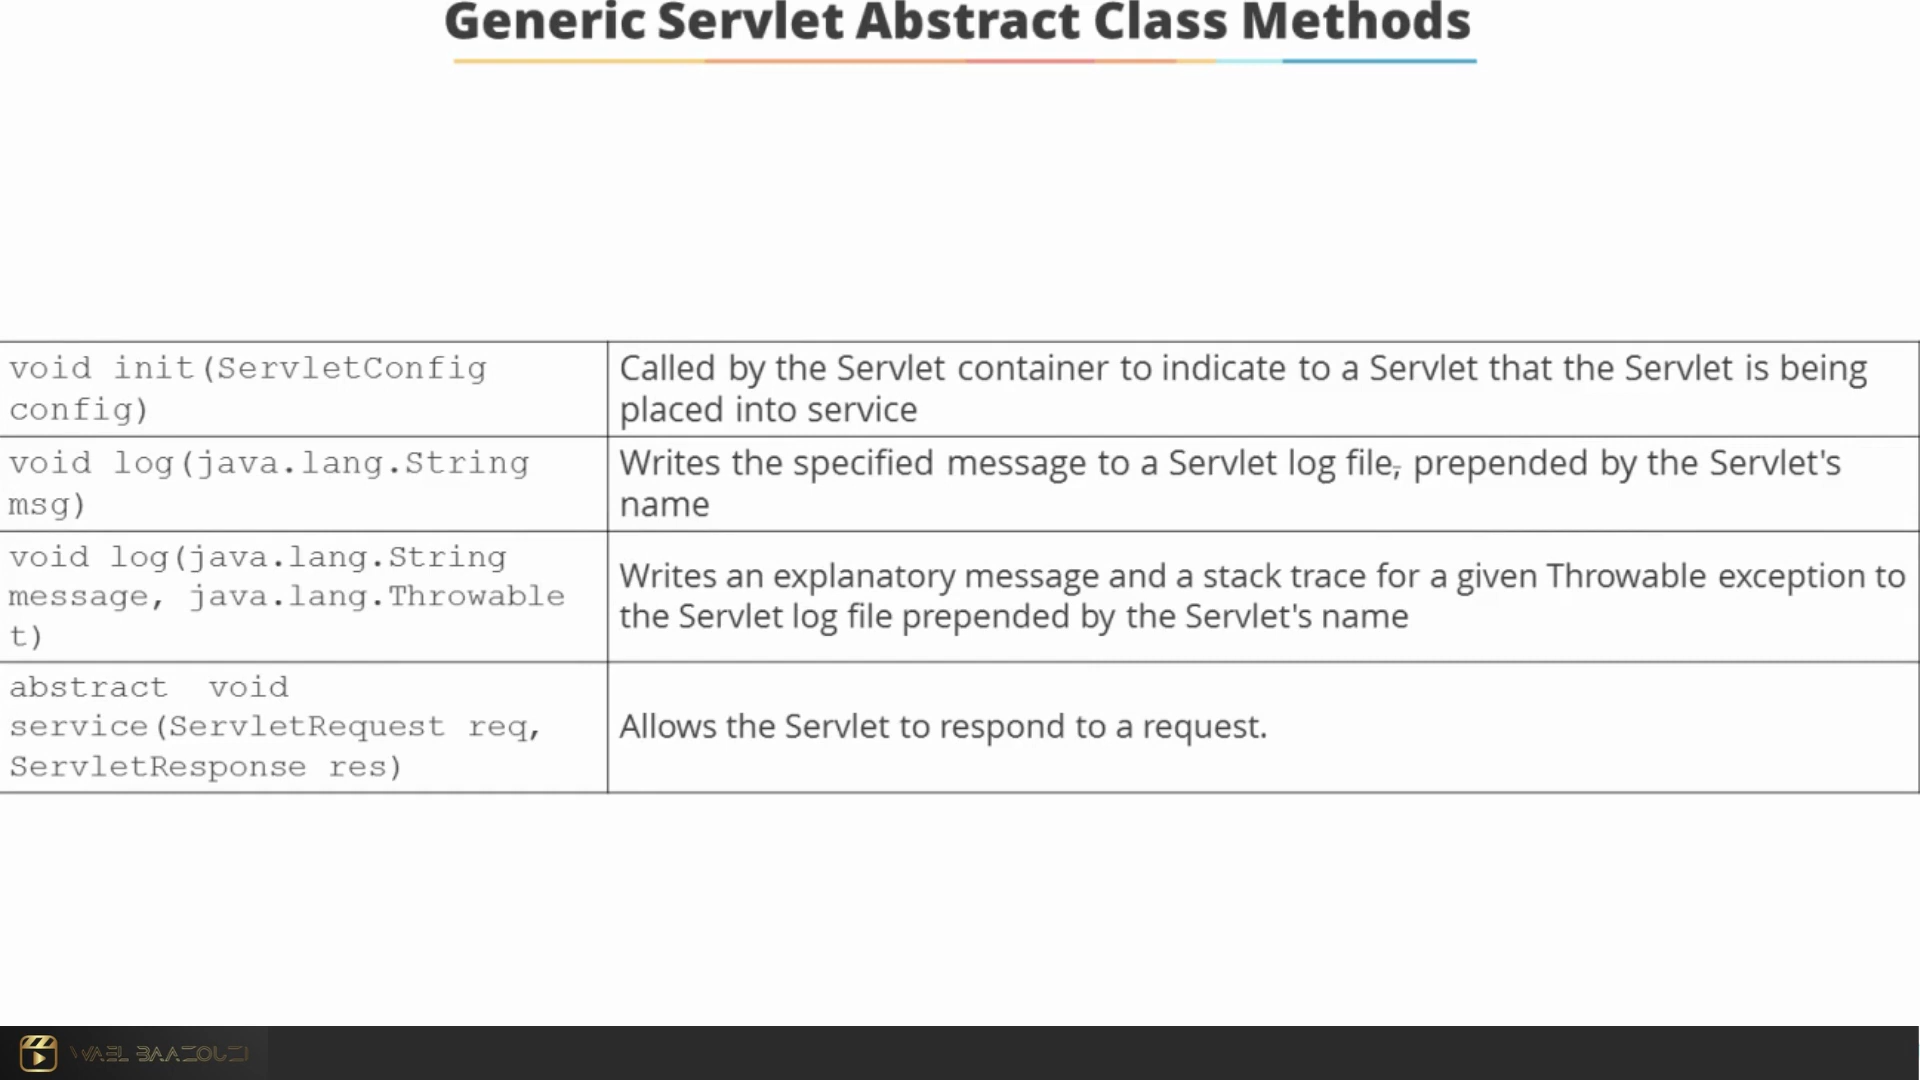 Generic Servlet Abstract Class Methods
void init(ServletConfig
config)
Called by the Servlet container to indicate to a Servlet that the Servlet is being
placed into service
void log(java.lang.String
msg)
Writes the specified message to a Servlet log file, prepended by the Servlet's
name
void log(java.lang.String
message, java.lang.Throwable
t)
Writes an explanatory message and a stack trace for a given Throwable exception to
the Servlet log file prepended by the Servlet's name
abstract void
service(ServletRequest req,
ServletResponse res)
Allows the Servlet to respond to a request.